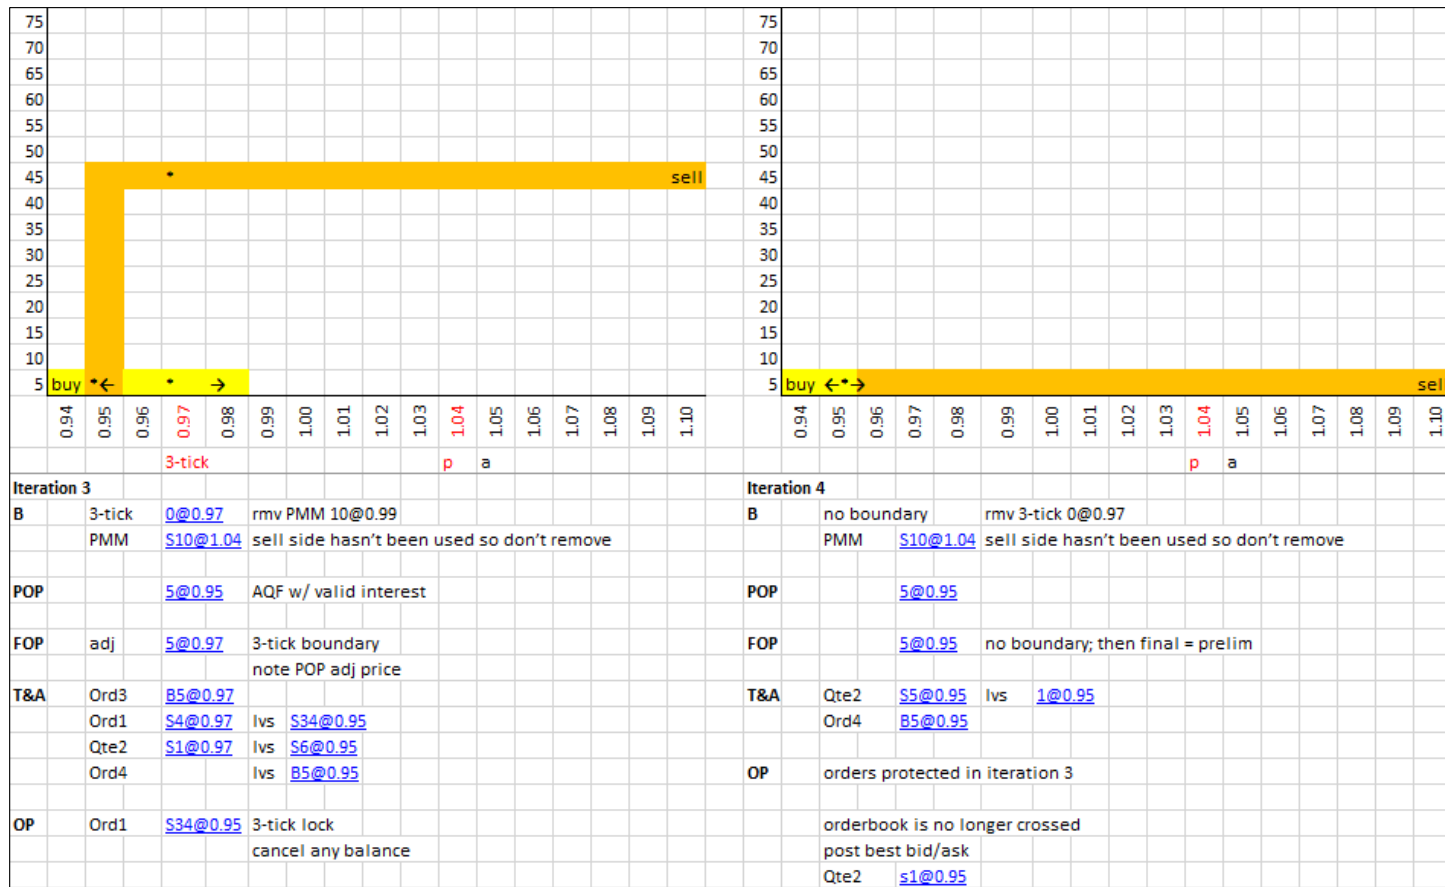 75
70
65
60
55
50
45 * sell
40
35
30
25
20
15
10
5 buy *← * →
0.94 0.95 0.96 0.97 0.98 0.99 1.00 1.01 1.02 1.03 1.04 1.05 1.06 1.07 1.08 1.09 1.10
3-tick p a
Iteration 3
B 3-tick 0@0.97 rmv PMM 10@0.99
PMM S10@1.04 sell side hasn't been used so don't remove
POP 5@0.95 AQF w/ valid interest
FOP adj 5@0.97 3-tick boundary
note POP adj price
T&A Ord3 B5@0.97
Ord1 S4@0.97 lvs S34@0.95
Qte2 S1@0.97 lvs S6@0.95
Ord4 lvs B5@0.95
OP Ord1 S34@0.95 3-tick lock
cancel any balance
75
70
65
60
55
50
45
40
35
30
25
20
15
10
5 buy ←*→ sel
0.94 0.95 0.96 0.97 0.98 0.99 1.00 1.01 1.02 1.03 1.04 1.05 1.06 1.07 1.08 1.09 1.10
p a
Iteration 4
B no boundary rmv 3-tick 0@0.97
PMM S10@1.04 sell side hasn't been used so don't remove
POP 5@0.95
FOP 5@0.95 no boundary; then final = prelim
T&A Qte2 S5@0.95 lvs 1@0.95
Ord4 B5@0.95
OP orders protected in iteration 3
orderbook is no longer crossed
post best bid/ask
Qte2 s1@0.95